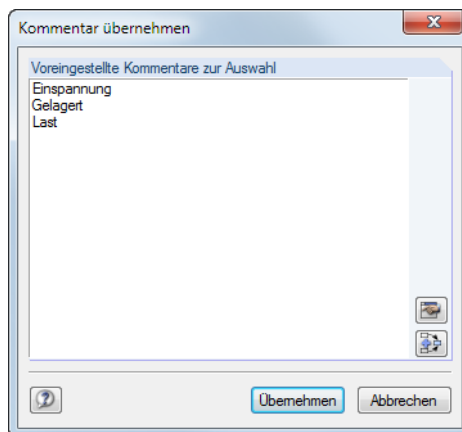 Kommentar übernehmen
Voreingestellte Kommentare zur Auswahl
Einspannung
Gelagert
Last
Übernehmen
Abbrechen